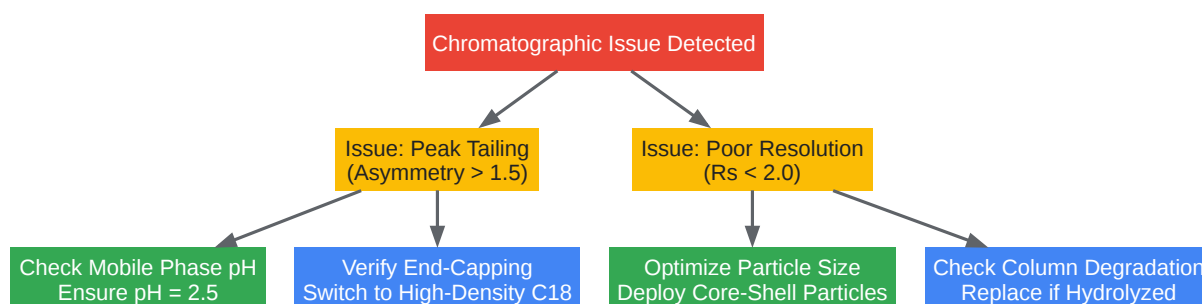 Chromatographic Issue Detected
Issue: Peak Tailing
(Asymmetry > 1.5)
Issue: Poor Resolution
(Rs < 2.0)
Check Mobile Phase pH
Ensure pH = 2.5
Verify End-Capping
Switch to High-Density C18
Optimize Particle Size
Deploy Core-Shell Particles
Check Column Degradation
Replace if Hydrolyzed